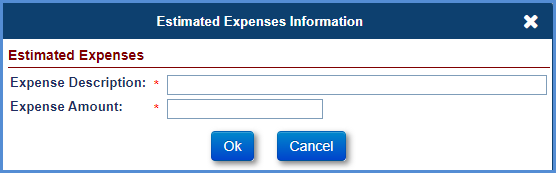 Estimated Expenses Information
Estimated Expenses
Expense Description: *
Expense Amount: *
Ok Cancel